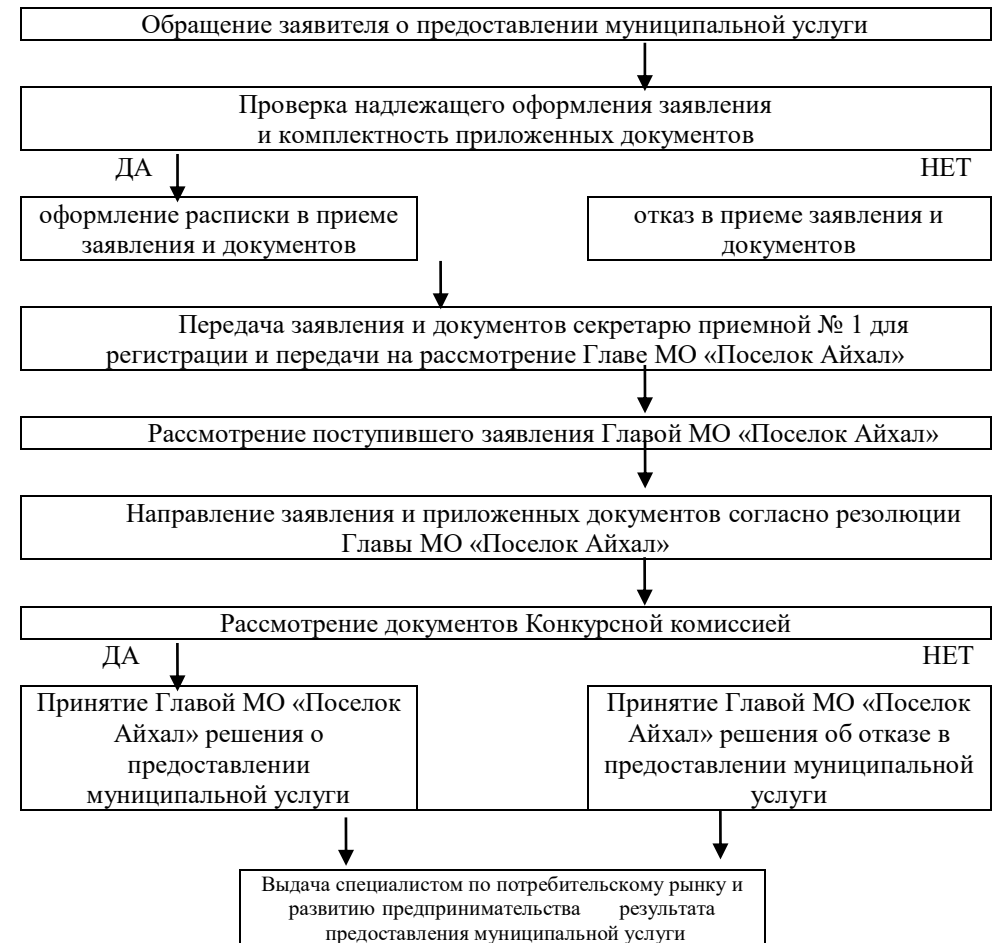 Обращение заявителя о предоставлении муниципальной услуги
Проверка надлежащего оформления заявления
и комплектность приложенных документов
ДА
НЕТ
оформление расписки в приеме
заявления и документов
отказ в приеме заявления и
документов
Передача заявления и документов секретарю приемной № 1 для
регистрации и передачи на рассмотрение Главе МО «Поселок Айхал»
Рассмотрение поступившего заявления Главой МО «Поселок Айхал»
Направление заявления и приложенных документов согласно резолюции
Главы МО «Поселок Айхал»
Рассмотрение документов Конкурсной комиссией
ДА
НЕТ
Принятие Главой МО «Поселок
Айхал» решения о
предоставлении
муниципальной услуги
Принятие Главой МО «Поселок
Айхал» решения об отказе в
предоставлении муниципальной
услуги
Выдача специалистом по потребительскому рынку и
развитию предпринимательства результата
предоставления муниципальной услуги